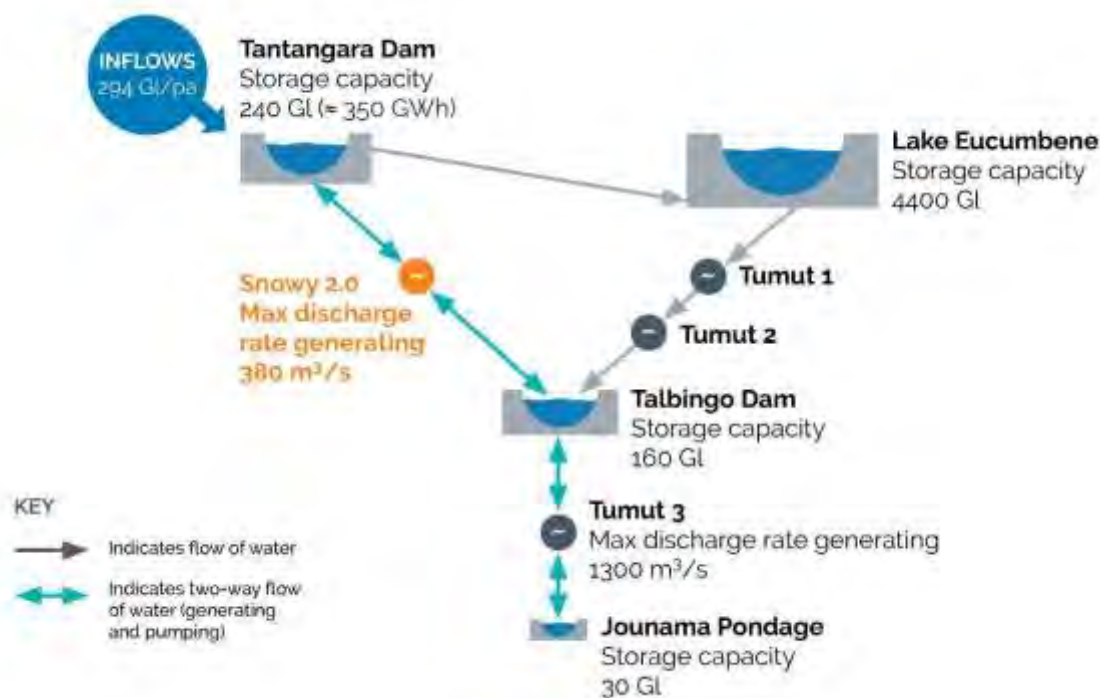 INFLOWS
294 Gl/pa
Tantangara Dam
Storage capacity
240 Gl (≈ 350 GWh)
Lake Eucumbene
Storage capacity
4400 Gl
Snowy 2.0
Max discharge
rate generating
380 m³/s
Tumut 1
Tumut 2
Talbingo Dam
Storage capacity
160 Gl
Tumut 3
Max discharge rate generating
1300 m³/s
Jounama Pondage
Storage capacity
30 Gl
KEY
Indicates flow of water
Indicates two-way flow
of water (generating
and pumping)